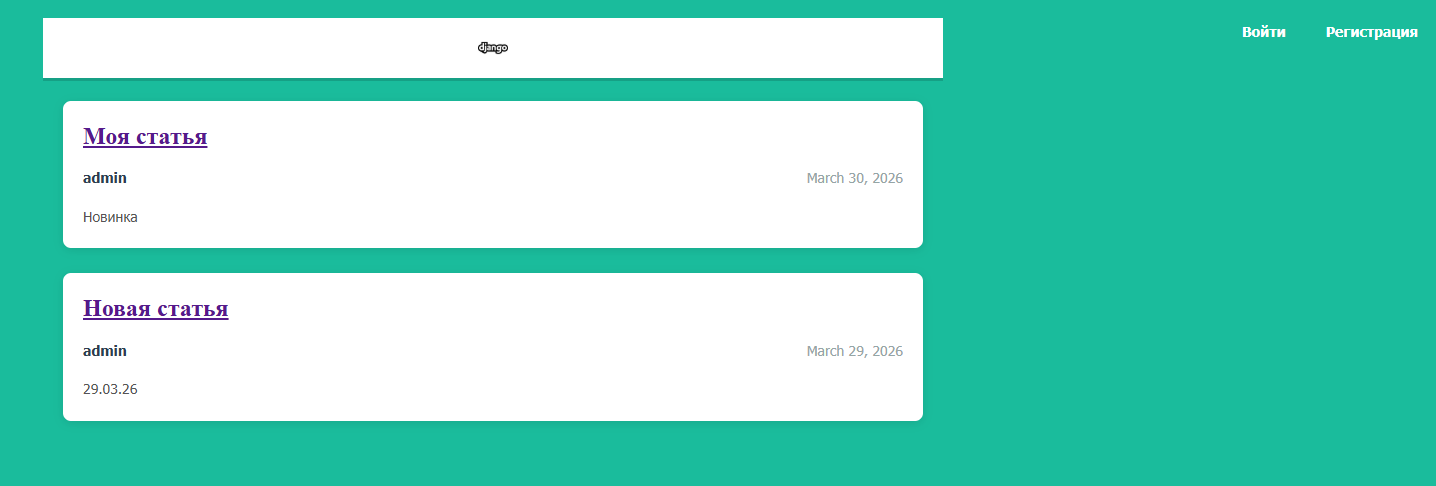 django
Войти Регистрация
Моя статья
admin March 30, 2026
Новинка
Новая статья
admin March 29, 2026
29.03.26